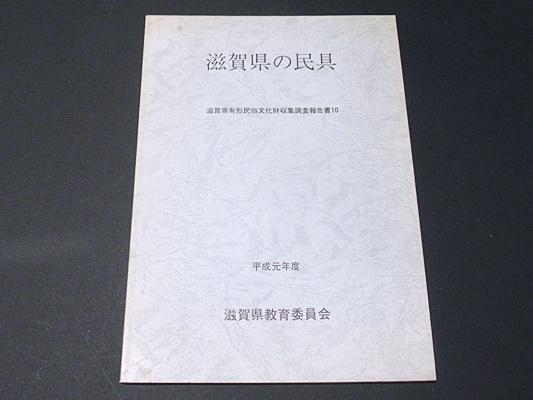 滋賀県の民具
滋賀県有形民俗文化財収集調査報告書10
平成元年度
滋賀県教育委員会